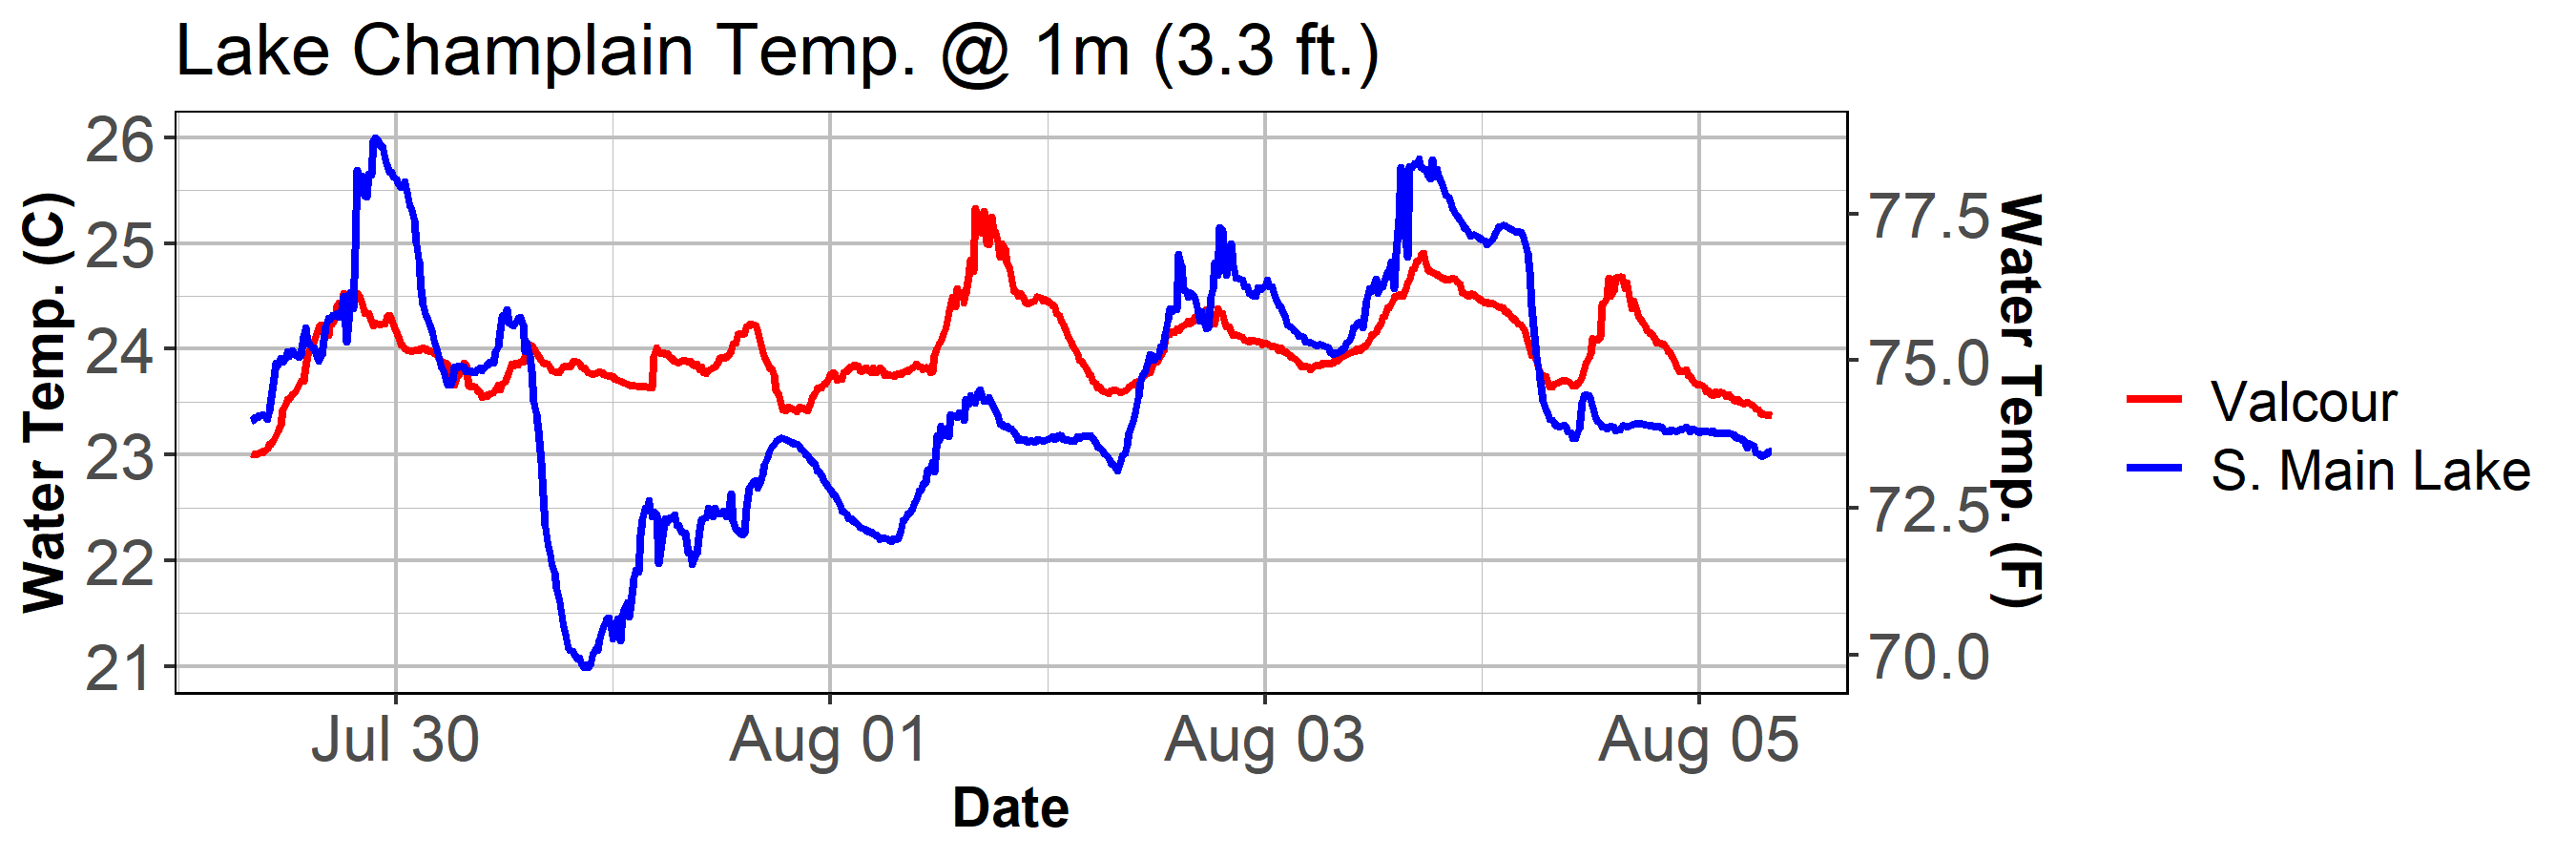 Lake Champlain Temp. @ 1m (3.3 ft.)
Water Temp. (C)
26
25
24
23
22
21
77.5
75.0
72.5
70.0
Water Temp. (F)
Jul 30
Aug 01
Aug 03
Aug 05
Date
Valcour
S. Main Lake